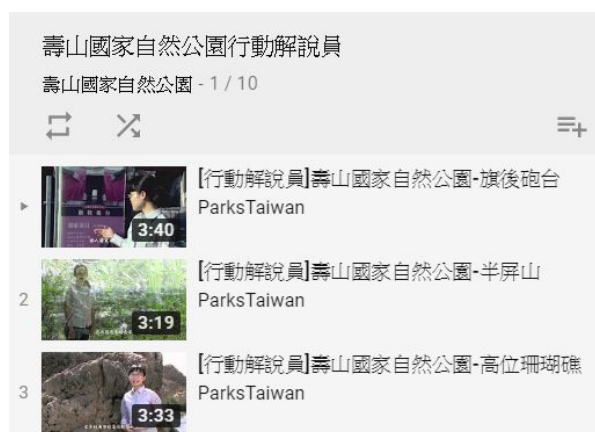 壽山國家自然公園行動解說員
壽山國家自然公園 - 1 / 10
[行動解說員]壽山國家自然公園-旗後砲台
ParksTaiwan
3:40
[行動解說員]壽山國家自然公園-半屏山
ParksTaiwan
2
3:19
[行動解說員]壽山國家自然公園-高位珊瑚礁
ParksTaiwan
3
3:33